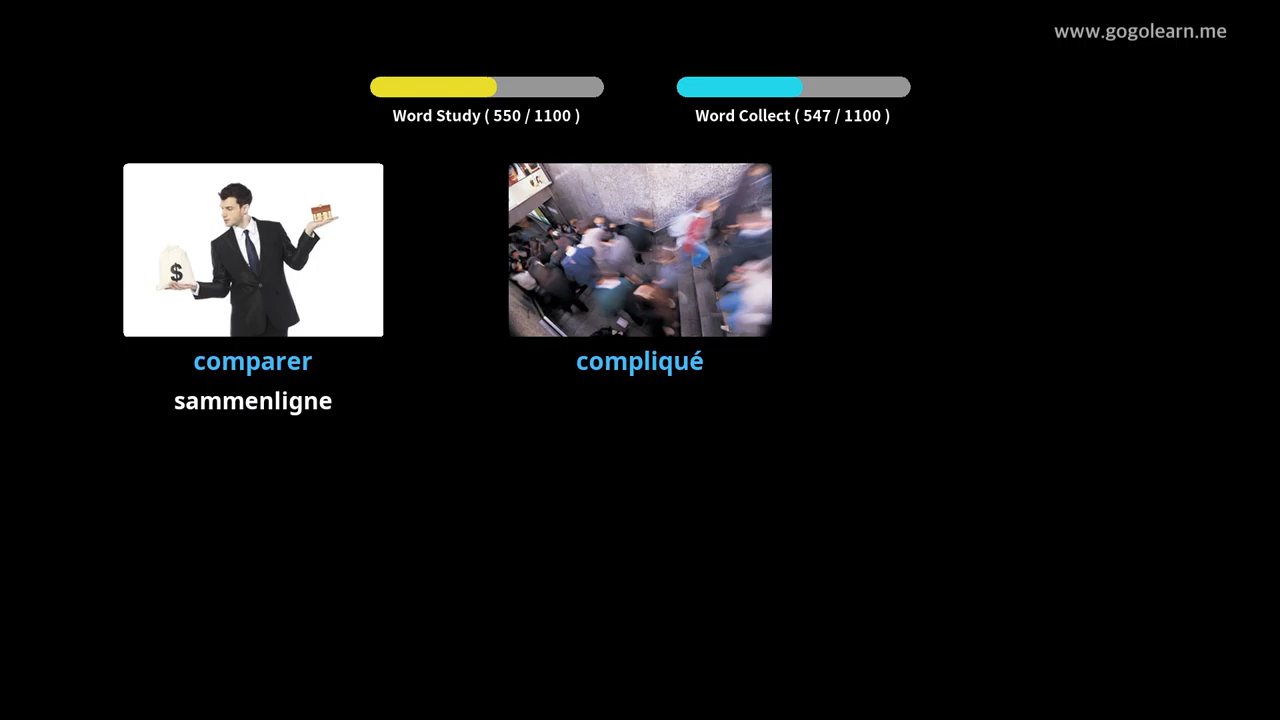 www.gogolearn.me
Word Study ( 550 / 1100 )
Word Collect ( 547 / 1100 )
$
comparer
compliqué
sammenligne